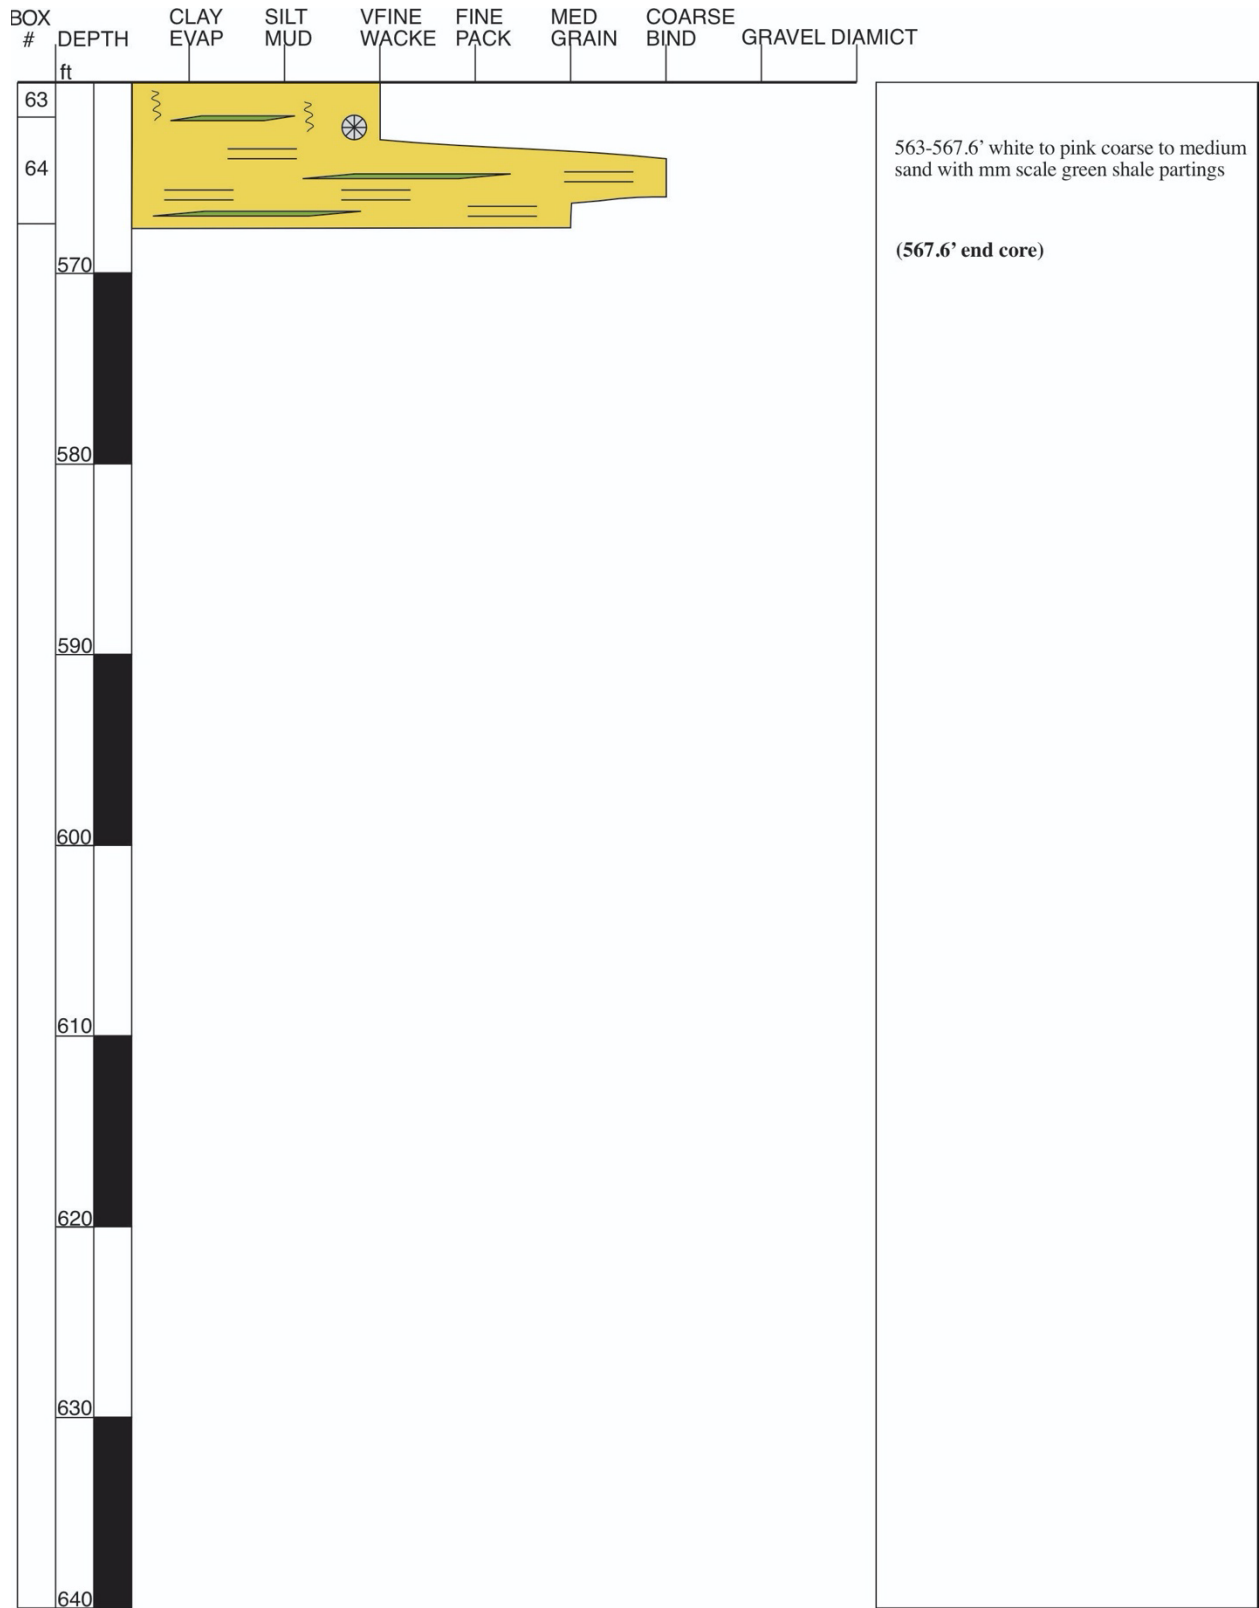 BOX CLAY SILT VFINE FINE MED COARSE
# DEPTH EVAP MUD WACKE PACK GRAIN BIND GRAVEL DIAMICT
ft
63
64
563-567.6’ white to pink coarse to medium
sand with mm scale green shale partings
(567.6’ end core)
570
580
590
600
610
620
630
640